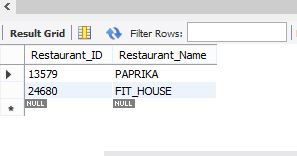 Result Grid Filter Rows:
Restaurant_ID Restaurant_Name
13579 PAPRIKA
24680 FIT_HOUSE
NULL NULL